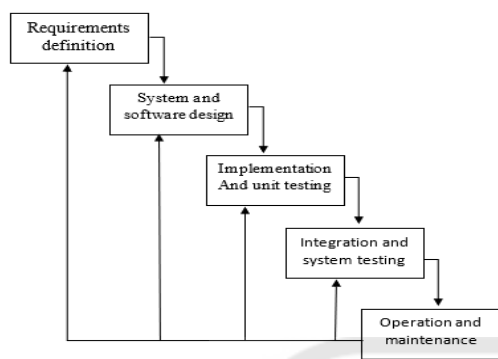 Requirements
definition
System and
software design
Implementation
And unit testing
Integration and
system testing
Operation and
maintenance